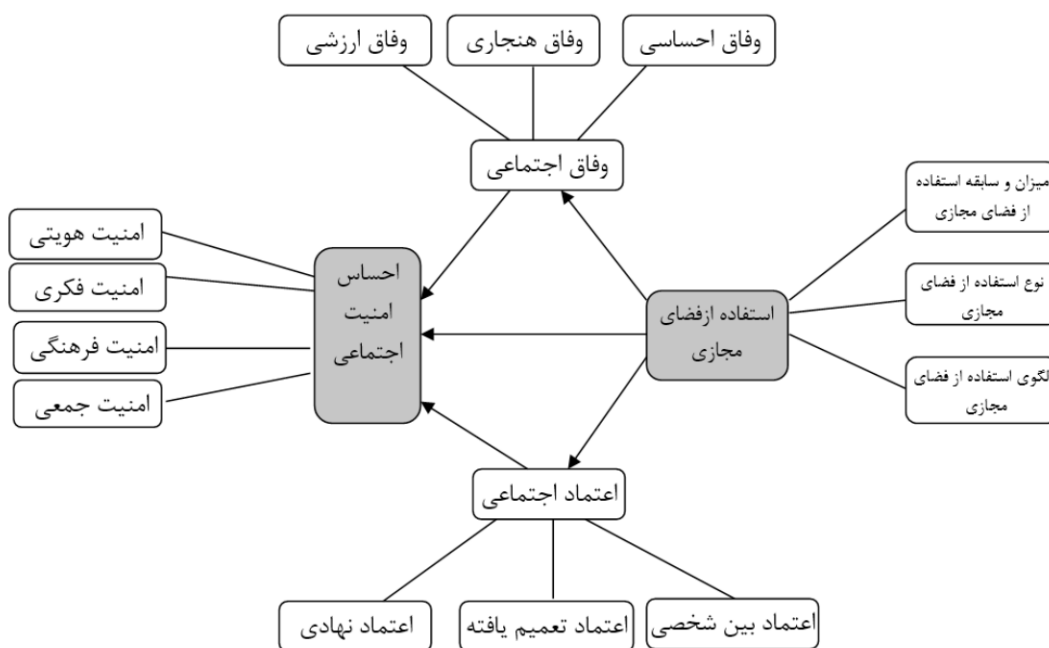 وفاق احساسی
وفاق هنجاری
وفاق ارزشی
وفاق اجتماعی
میزان و سابقه استفاده
از فضای مجازی
نوع استفاده از فضای
مجازی
لگوی استفاده از فضای
مجازی
استفاده ازفضای
مجازی
احساس
امنیت
اجتماعی
امنیت هویتی
امنیت فکری
امنیت فرهنگی
امنیت جمعی
اعتماد اجتماعی
اعتماد بین شخصی
اعتماد تعمیم یافته
اعتماد نهادی